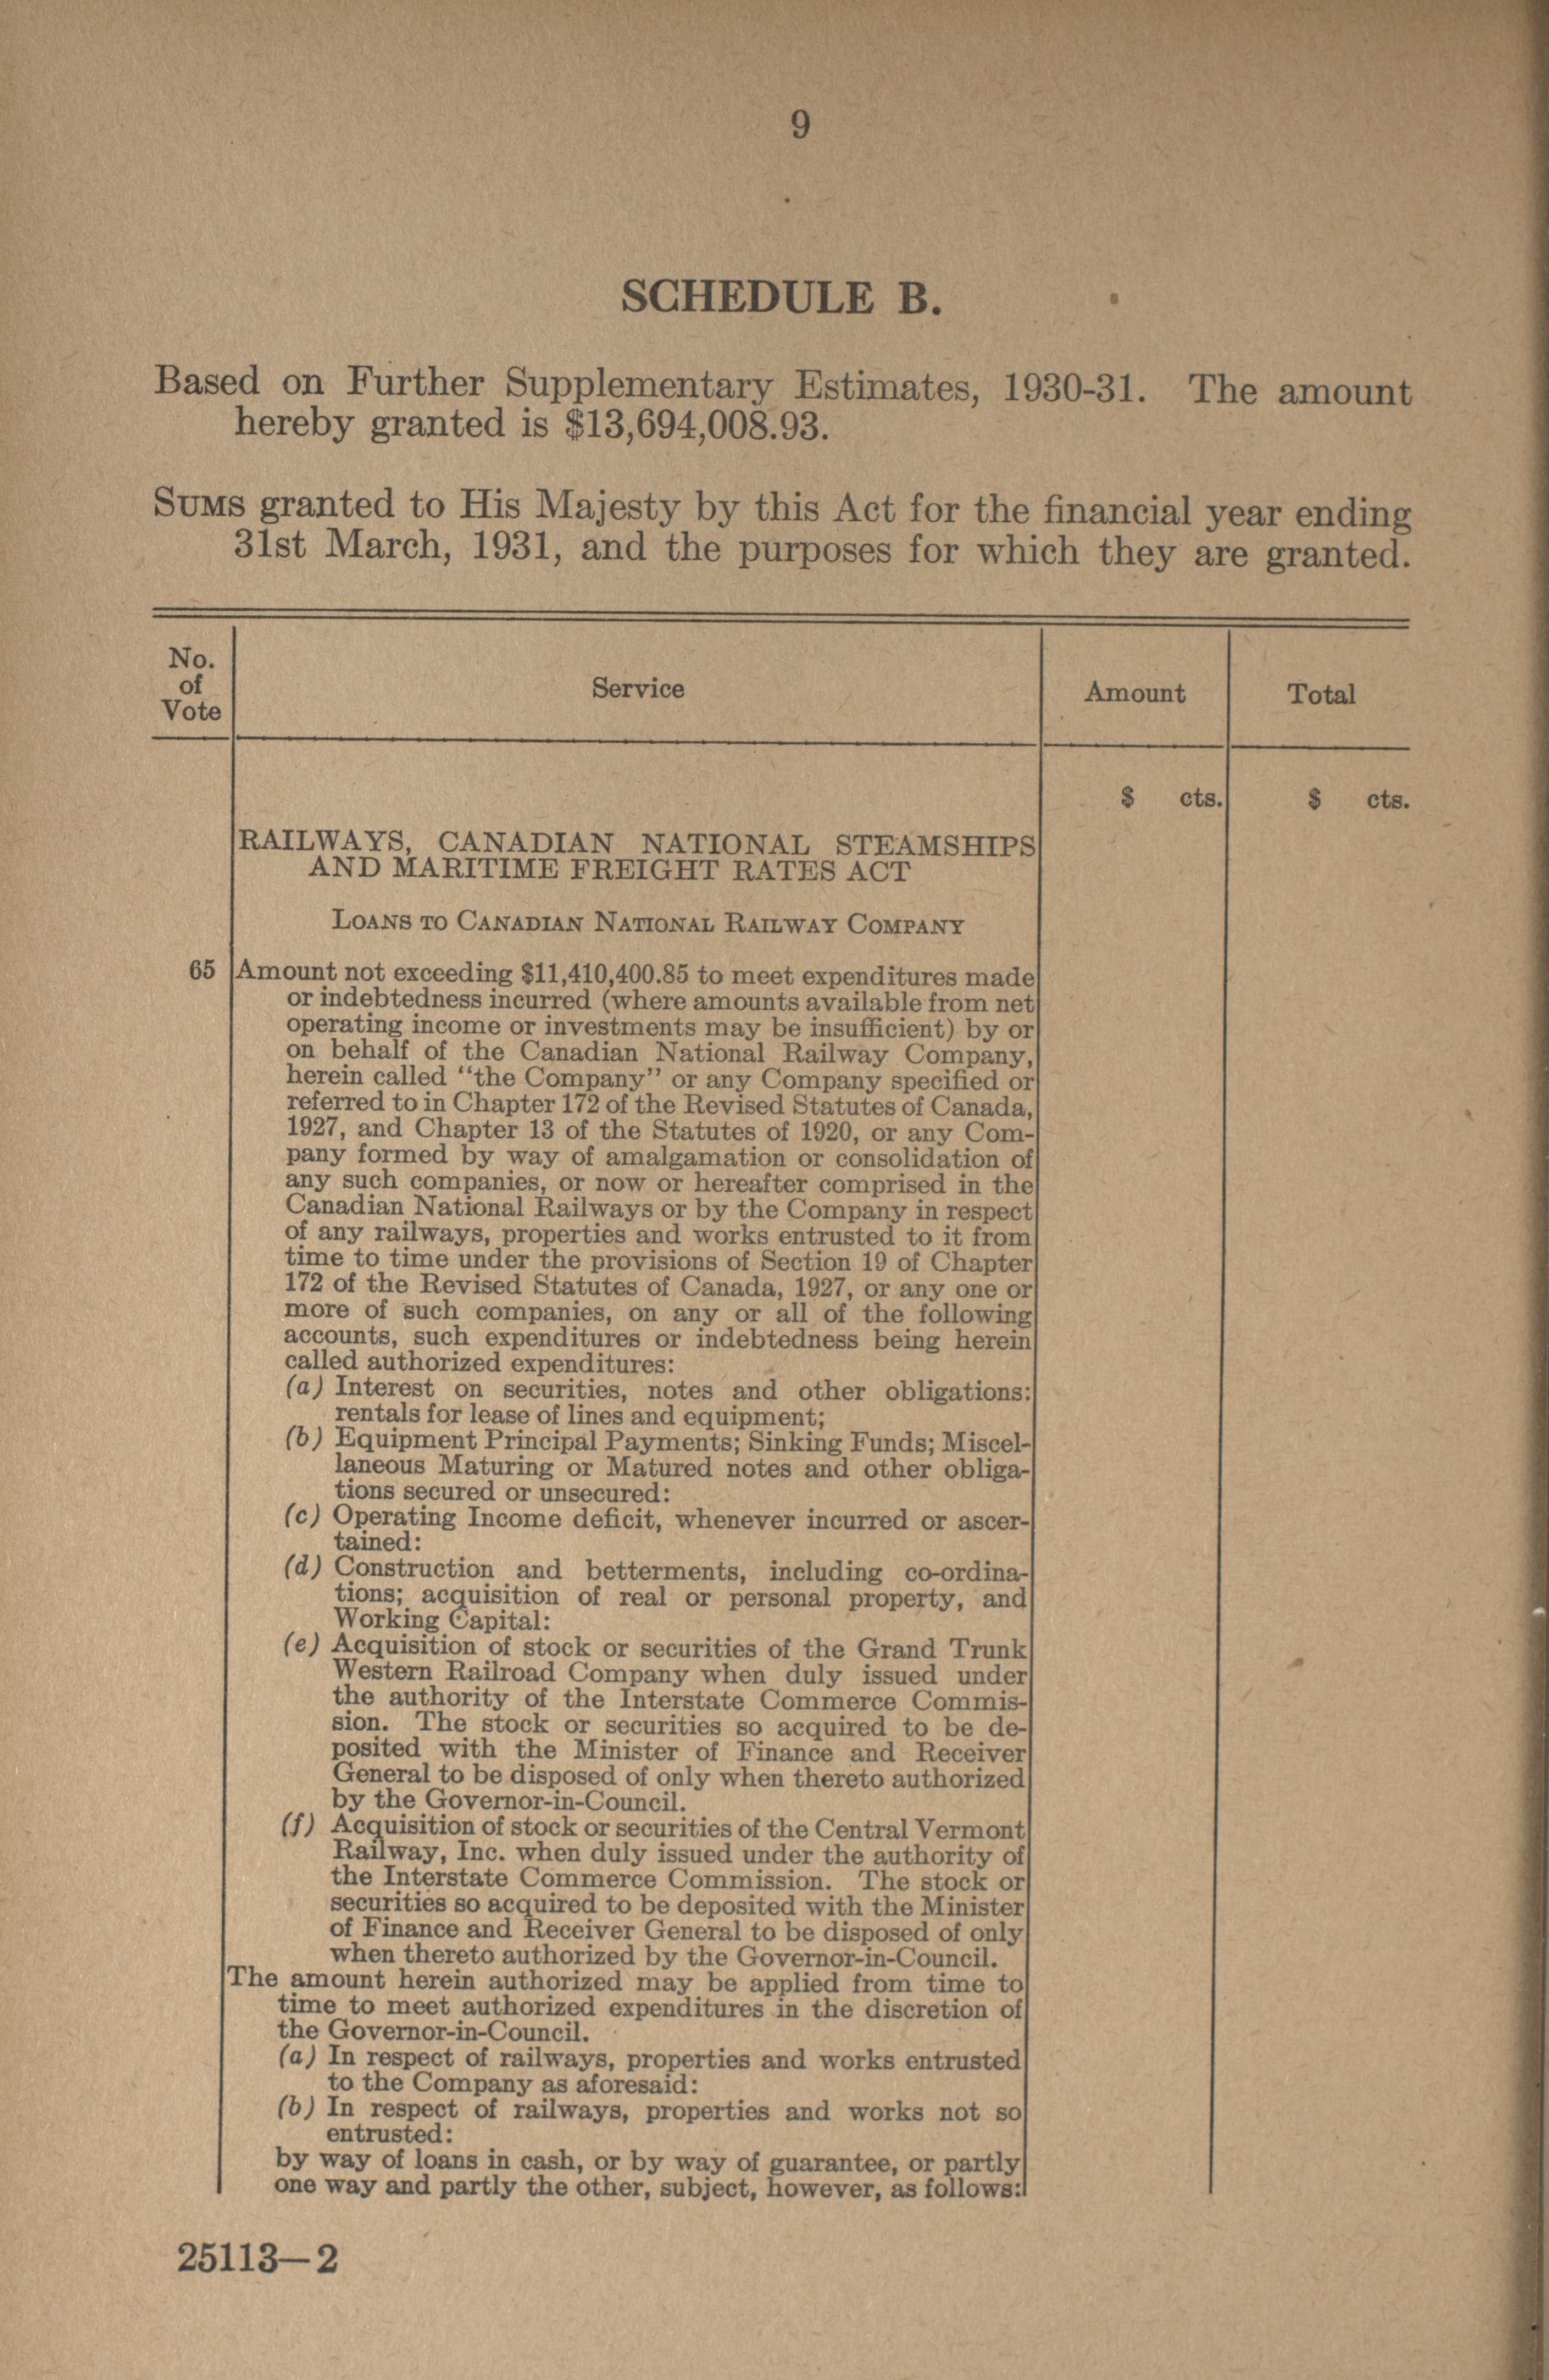 9
SCHEDULE B.
Based on Further Supplementary Estimates, 1930-31. The amount
hereby granted is $13,694,008.93.
SUMS granted to His Majesty by this Act for the financial year ending
31st March, 1931, and the purposes for which they are granted.
No.
of
Vote
Service
Amount
Total
$ cts.
$ cts.
RAILWAYS, CANADIAN NATIONAL STEAMSHIPS
AND MARITIME FREIGHT RATES ACT
LOANS TO CANADIAN NATIONAL RAILWAY COMPANY
65 Amount not exceeding $11,410,400.85 to meet expenditures made
or indebtedness incurred (where amounts available from net
operating income or investments may be insufficient) by or
on behalf of the Canadian National Railway Company,
herein called "the Company" or any Company specified or
referred to in Chapter 172 of the Revised Statutes of Canada,
1927, and Chapter 13 of the Statutes of 1920, or any Com-
pany formed by way of amalgamation or consolidation of
any such companies, or now or hereafter comprised in the
Canadian National Railways or by the Company in respect
of any railways, properties and works entrusted to it from
time to time under the provisions of Section 19 of Chapter
172 of the Revised Statutes of Canada, 1927, or any one or
more of such companies, on any or all of the following
accounts, such expenditures or indebtedness being herein
called authorized expenditures:
(a) Interest on securities, notes and other obligations:
rentals for lease of lines and equipment;
(b) Equipment Principal Payments; Sinking Funds; Miscel-
laneous Maturing or Matured notes and other obliga-
tions secured or unsecured:
(c) Operating Income deficit, whenever incurred or ascer-
tained:
(d) Construction and betterments, including co-ordina-
tions; acquisition of real or personal property, and
Working Capital:
(e) Acquisition of stock or securities of the Grand Trunk
Western Railroad Company when duly issued under
the authority of the Interstate Commerce Commis-
sion. The stock or securities so acquired to be de-
posited with the Minister of Finance and Receiver
General to be disposed of only when thereto authorized
by the Governor-in-Council.
(f) Acquisition of stock or securities of the Central Vermont
Railway, Inc. when duly issued under the authority of
the Interstate Commerce Commission. The stock or
securities so acquired to be deposited with the Minister
of Finance and Receiver General to be disposed of only
when thereto authorized by the Governor-in-Council.
The amount herein authorized may be applied from time to
time to meet authorized expenditures in the discretion of
the Governor-in-Council.
(a) In respect of railways, properties and works entrusted
to the Company as aforesaid:
(b) In respect of railways, properties and works not so
entrusted:
by way of loans in cash, or by way of guarantee, or partly
one way and partly the other, subject, however, as follows:
25113—2